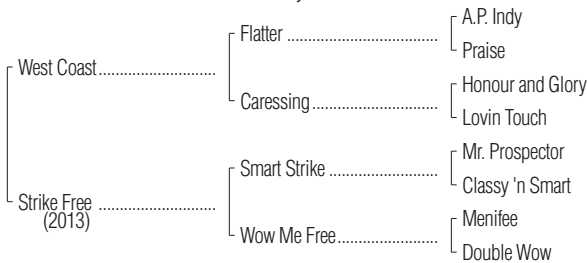 A.P. Indy
Flatter
Praise
West Coast
Honour and Glory
Caressing
Lovin Touch
Mr. Prospector
Smart Strike
Classy 'n Smart
Strike Free
(2013)
Menifee
Wow Me Free
Double Wow